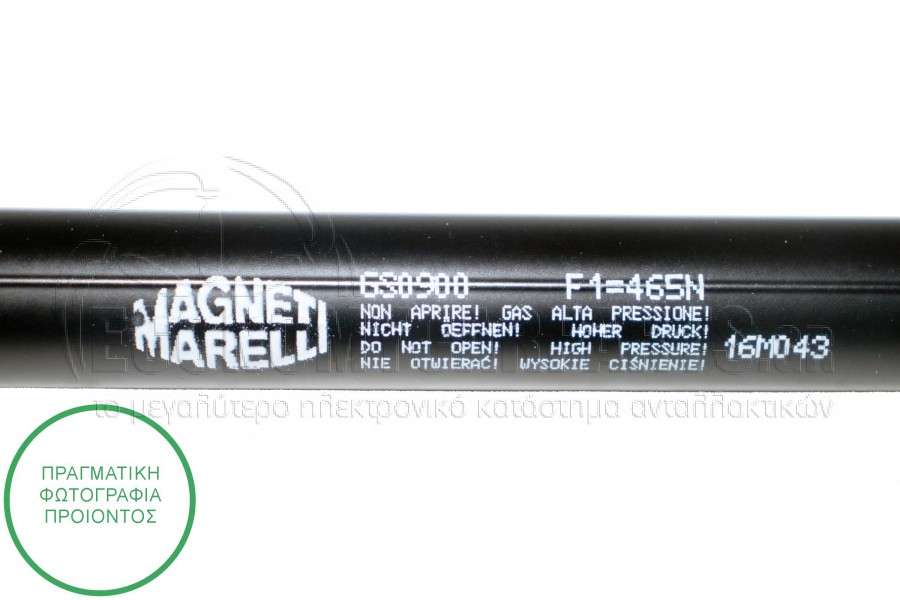 MAGNETI
MARELLI
GS0900 F1=465N
NON APRIRE! GAS ALTA PRESSIONE!
NICHT OEFFNEN! HOHER DRUCK!
DO NOT OPEN! HIGH PRESSURE!
NIE OTWIERAĆ! WYSOKIE CIŚNIENIE!
16M043
το μεγαλύτερο ηλεκτρονικό κατάστημα ανταλλακτικών
ΠΡΑΓΜΑΤΙΚΗ
ΦΩΤΟΓΡΑΦΙΑ
ΠΡΟΙΟΝΤΟΣ